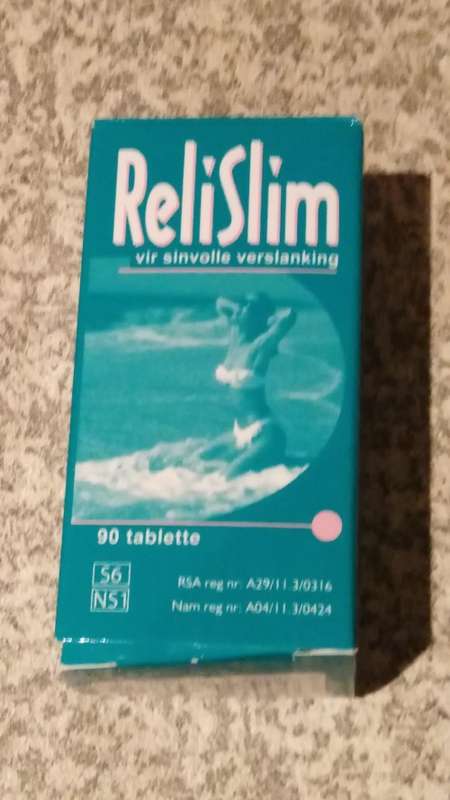 ReliSlim
vir sinvolle verslanking
90 tablette
S6
NS1
RSA reg nr: A29/11.3/0316
Nam reg nr: A04/11.3/0424